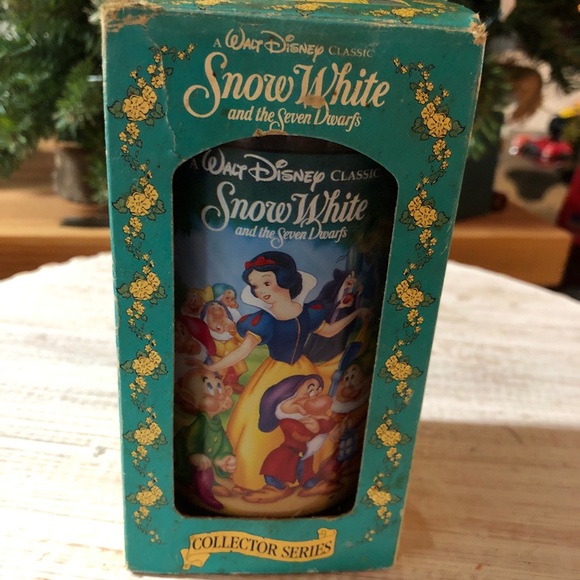 A WALT DISNEY CLASSIC
Snow White
and the Seven Dwarfs
A WALT DISNEY CLASSIC
Snow White
and the Seven Dwarfs
COLLECTOR SERIES